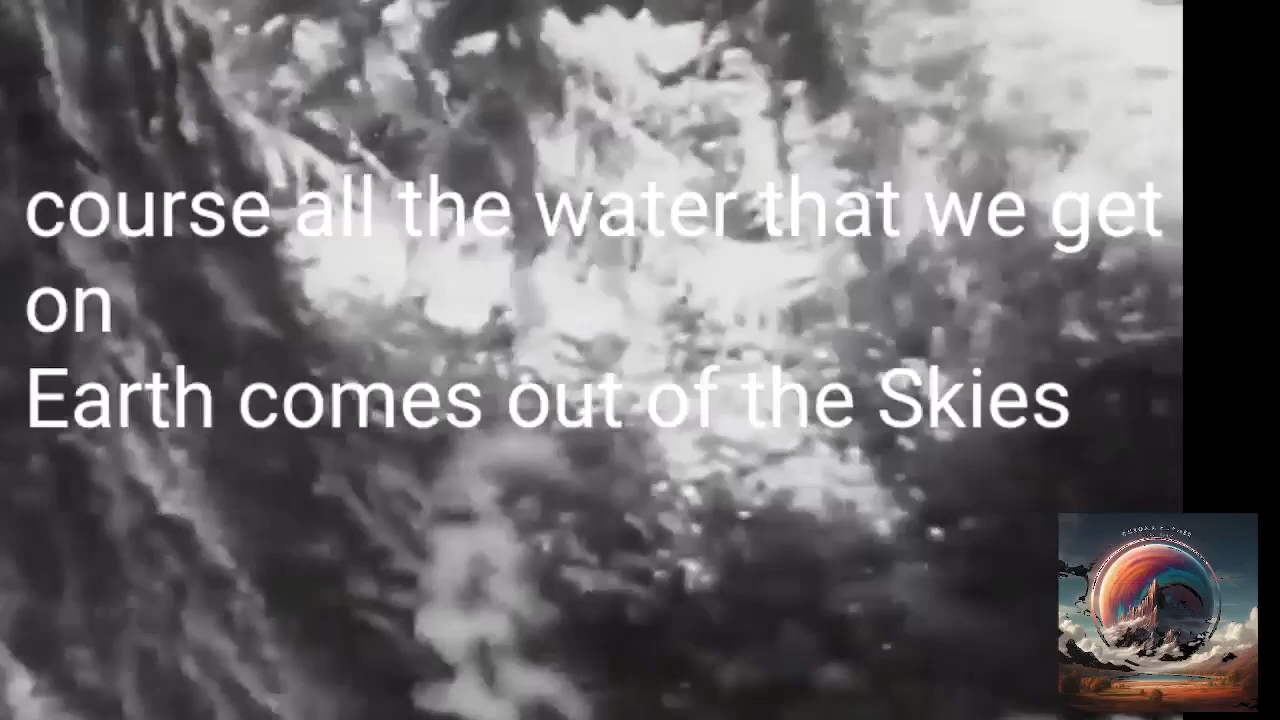 course all the water that we get
on
Earth comes out of the Skies